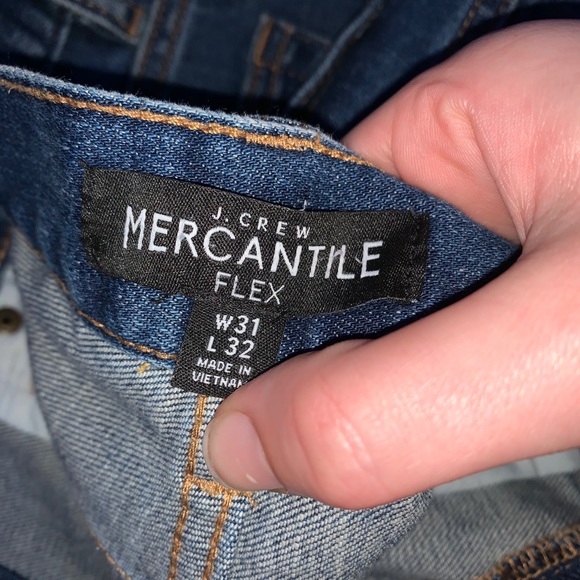 J. CREW
MERCANTILE
FLEX
W31
L 32
MADE IN
VIETNAM